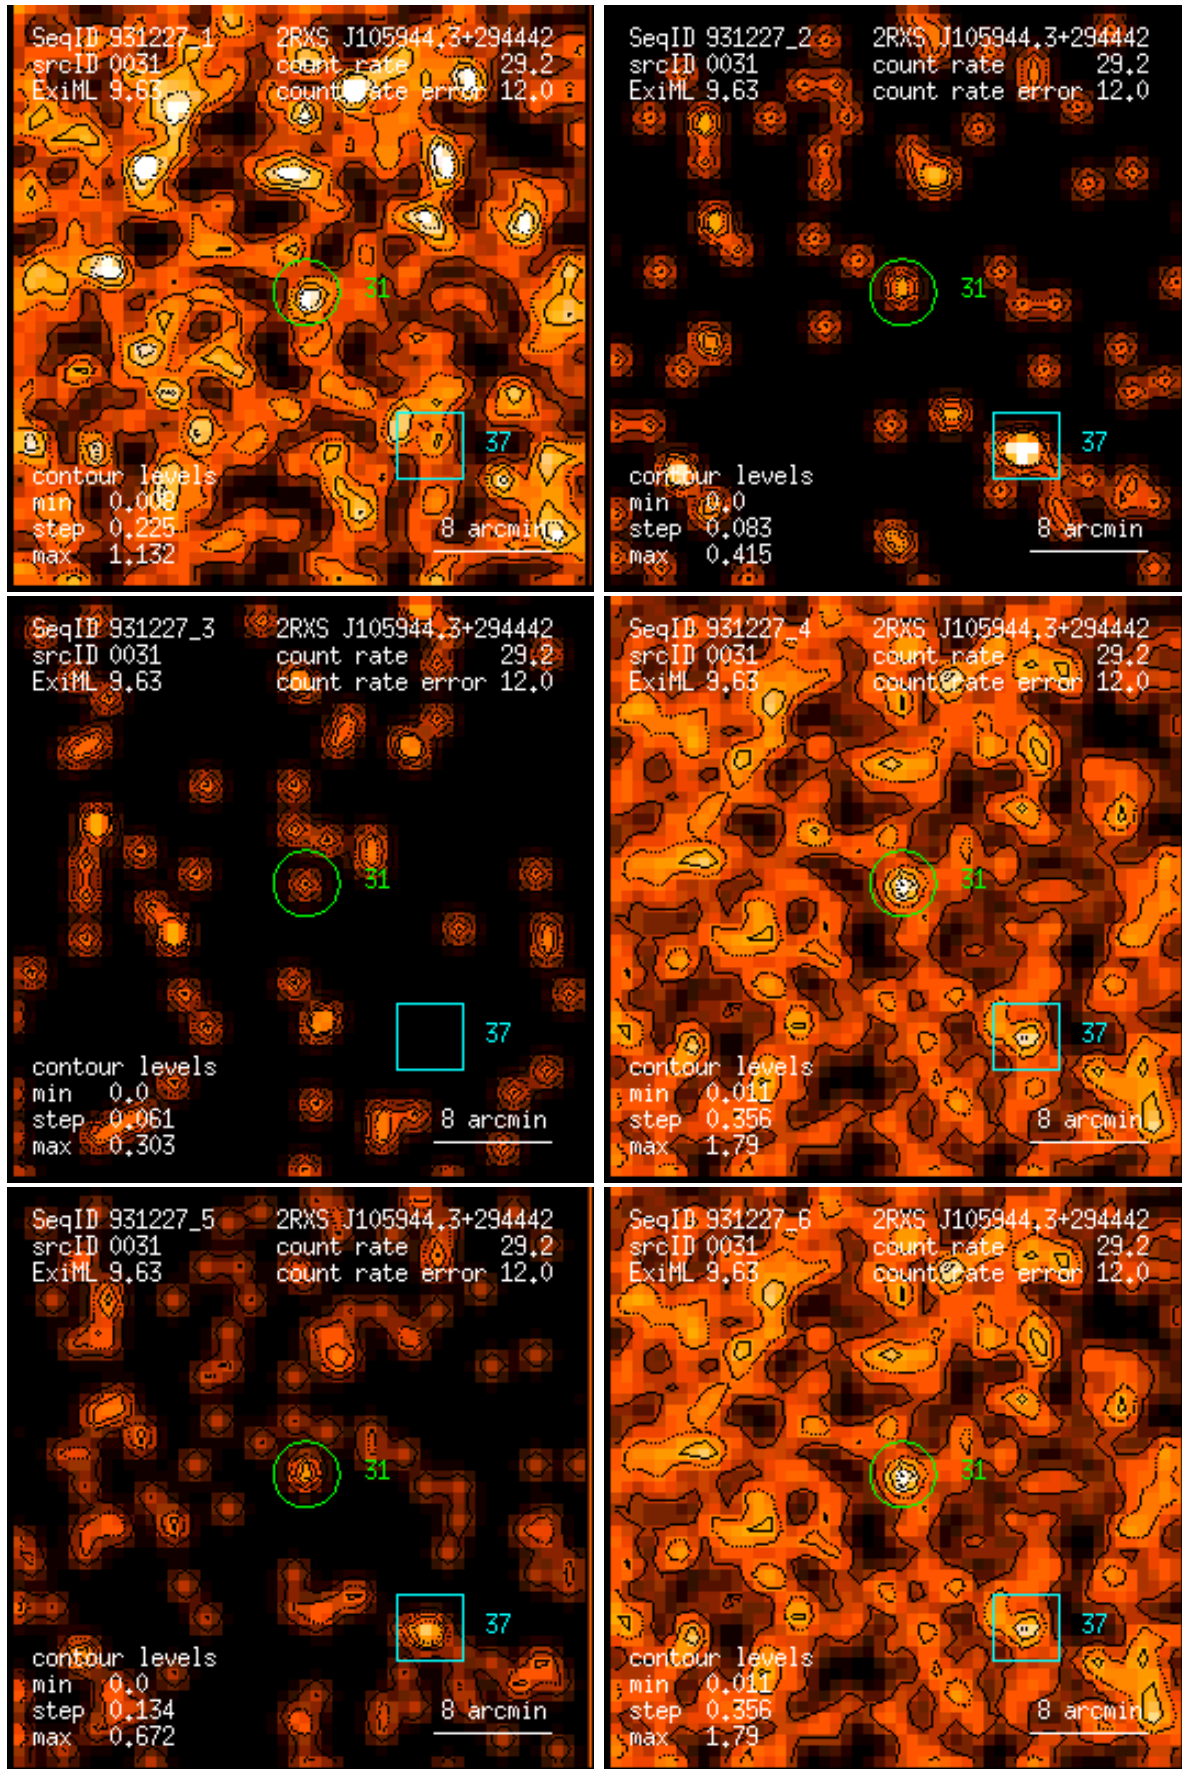 SeqID 931227_1 2RXS J105944.3+294442
srcID 0031 count rate 29.2
ExiML 9.63 count rate error 12.0
31
37
contour levels
min 0.008
step 0.225 8 arcmin
max 1.132
SeqID 931227_2 2RXS J105944.3+294442
srcID 0031 count rate 29.2
ExiML 9.63 count rate error 12.0
31
37
contour levels
min 0.0
step 0.083 8 arcmin
max 0.415
SeqID 931227_3 2RXS J105944.3+294442
srcID 0031 count rate 29.2
ExiML 9.63 count rate error 12.0
31
37
contour levels
min 0.0
step 0.061 8 arcmin
max 0.303
SeqID 931227_4 2RXS J105944.3+294442
srcID 0031 count rate 29.2
ExiML 9.63 count rate error 12.0
31
37
contour levels
min 0.011
step 0.356 8 arcmin
max 1.79
SeqID 931227_5 2RXS J105944.3+294442
srcID 0031 count rate 29.2
ExiML 9.63 count rate error 12.0
31
37
contour levels
min 0.0
step 0.134 8 arcmin
max 0.672
SeqID 931227_6 2RXS J105944.3+294442
srcID 0031 count rate 29.2
ExiML 9.63 count rate error 12.0
31
37
contour levels
min 0.011
step 0.356 8 arcmin
max 1.79